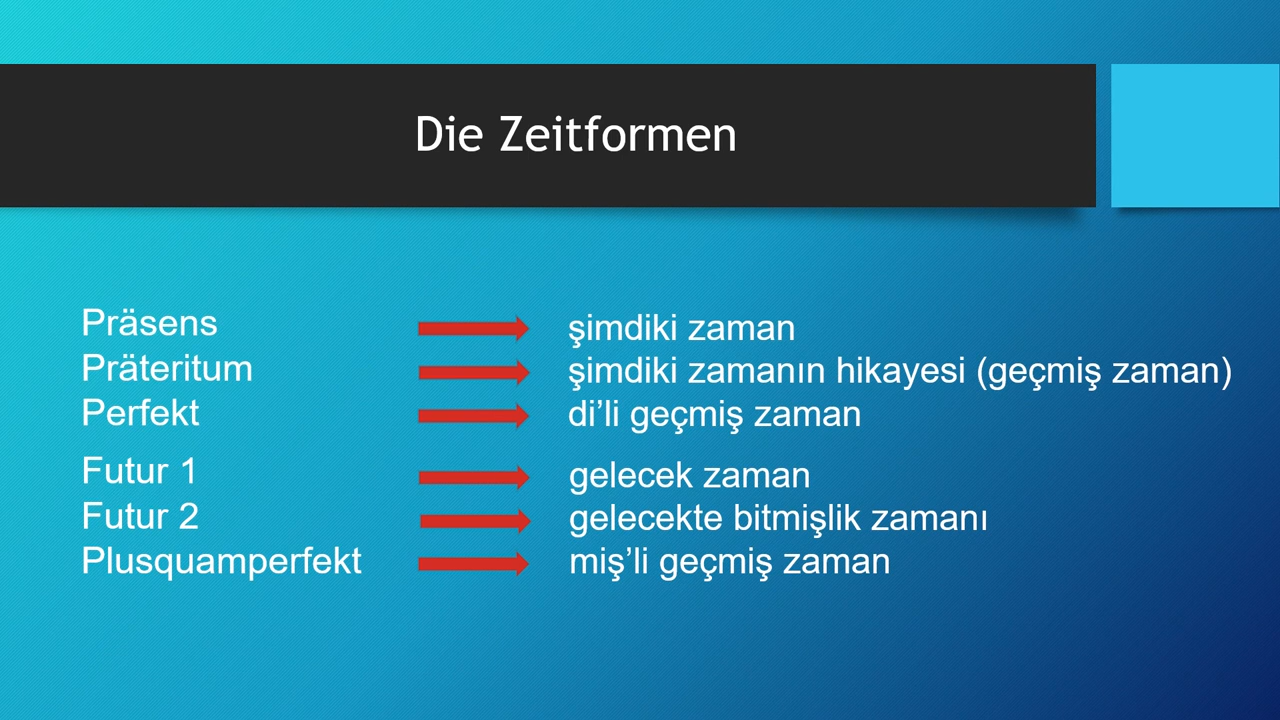 Die Zeitformen
Präsens şimdiki zaman
Präteritum şimdiki zamanın hikayesi (geçmiş zaman)
Perfekt di’li geçmiş zaman
Futur 1 gelecek zaman
Futur 2 gelecekte bitmişlik zamanı
Plusquamperfekt miş’li geçmiş zaman